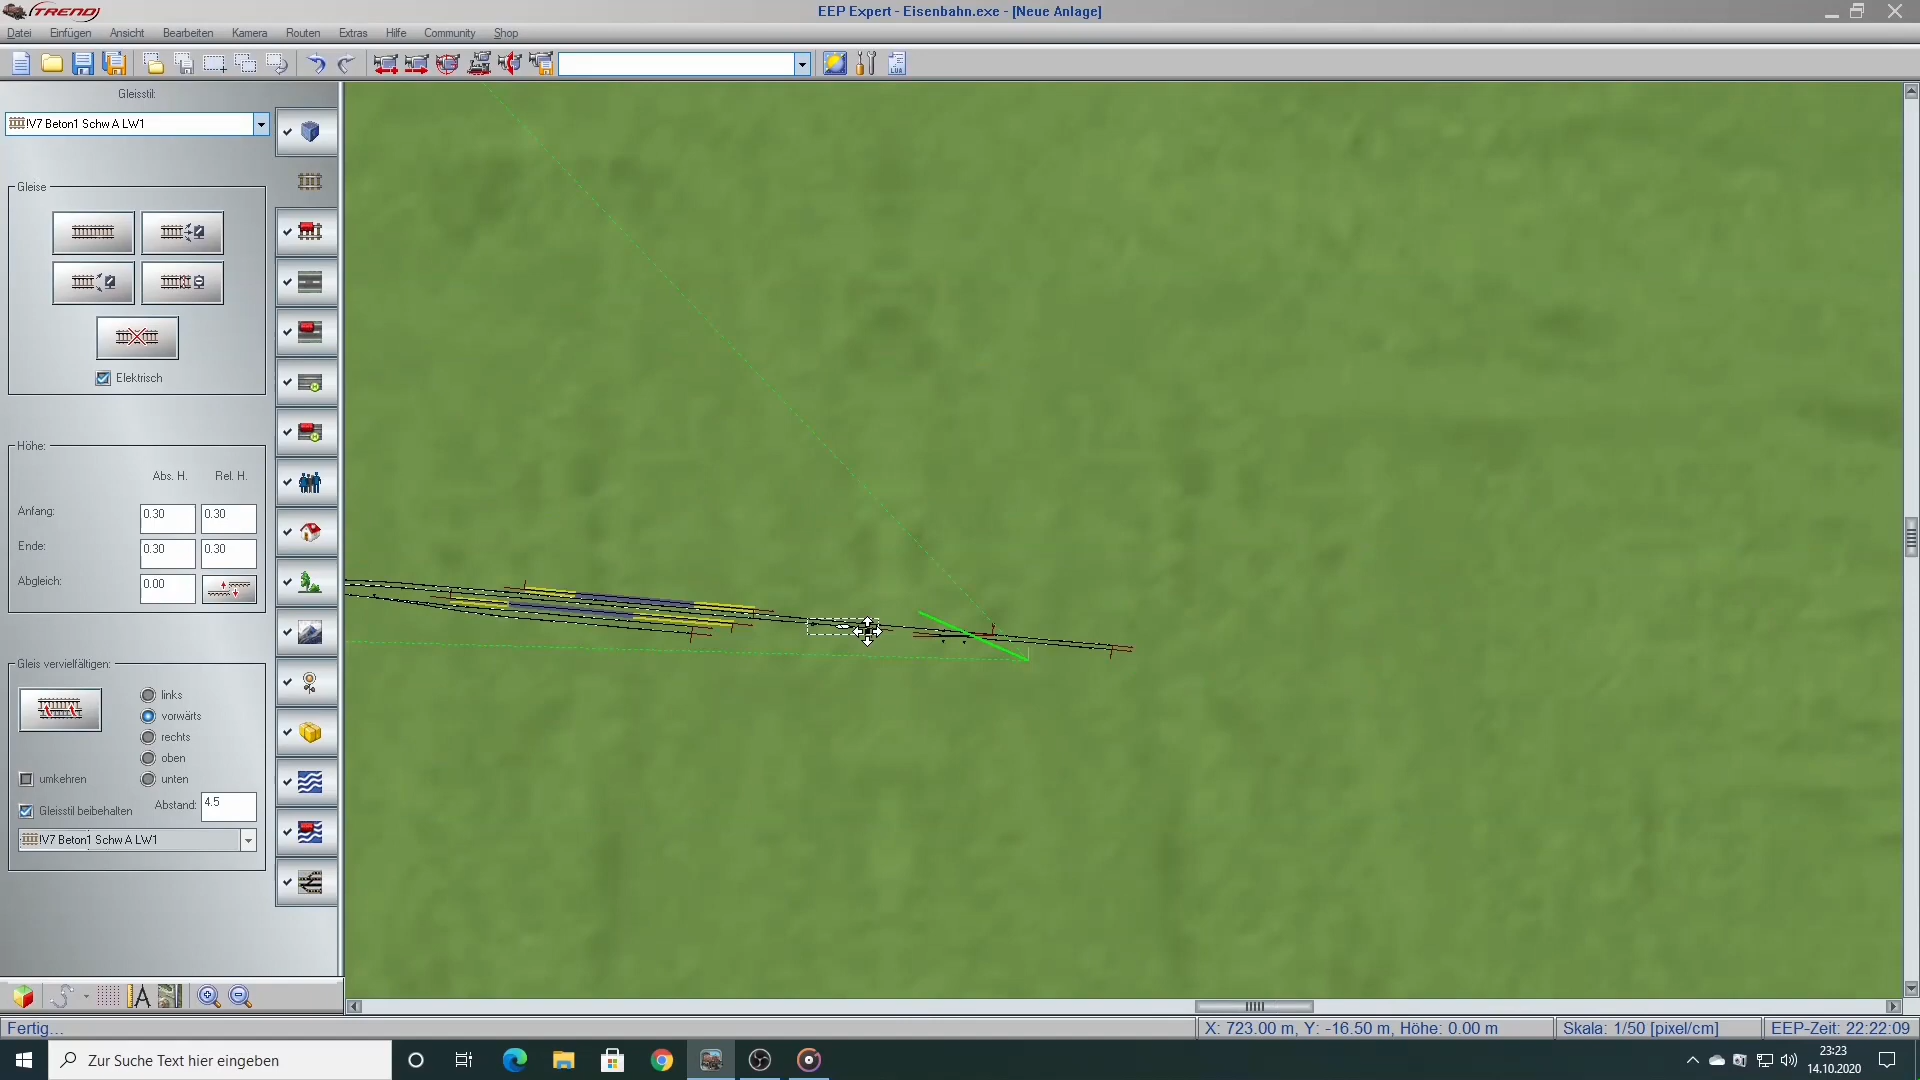 TREND
EEP Expert - Eisenbahn.exe - [Neue Anlage]
Datei Einfügen Ansicht Bearbeiten Kamera Routen Extras Hilfe Community Shop
Gleisstil:
!V7 Beton1 Schw A LW1
Gleise
Elektrisch
Höhe:
Abs. H. Rel. H.
Anfang: 0.30 0.30
Ende: 0.30 0.30
Abgleich: 0.00
Gleis vervielfältigen:
links
vorwärts
rechts
oben
umkehren unten
Gleisstil beibehalten Abstand: 4.5
!V7 Beton1 Schw A LW1
Fertig... X: 723.00 m, Y: -16.50 m, Höhe: 0.00 m Skala: 1/50 [pixel/cm] EEP-Zeit: 22:22:09
Zur Suche Text hier eingeben
23:23
14.10.2020